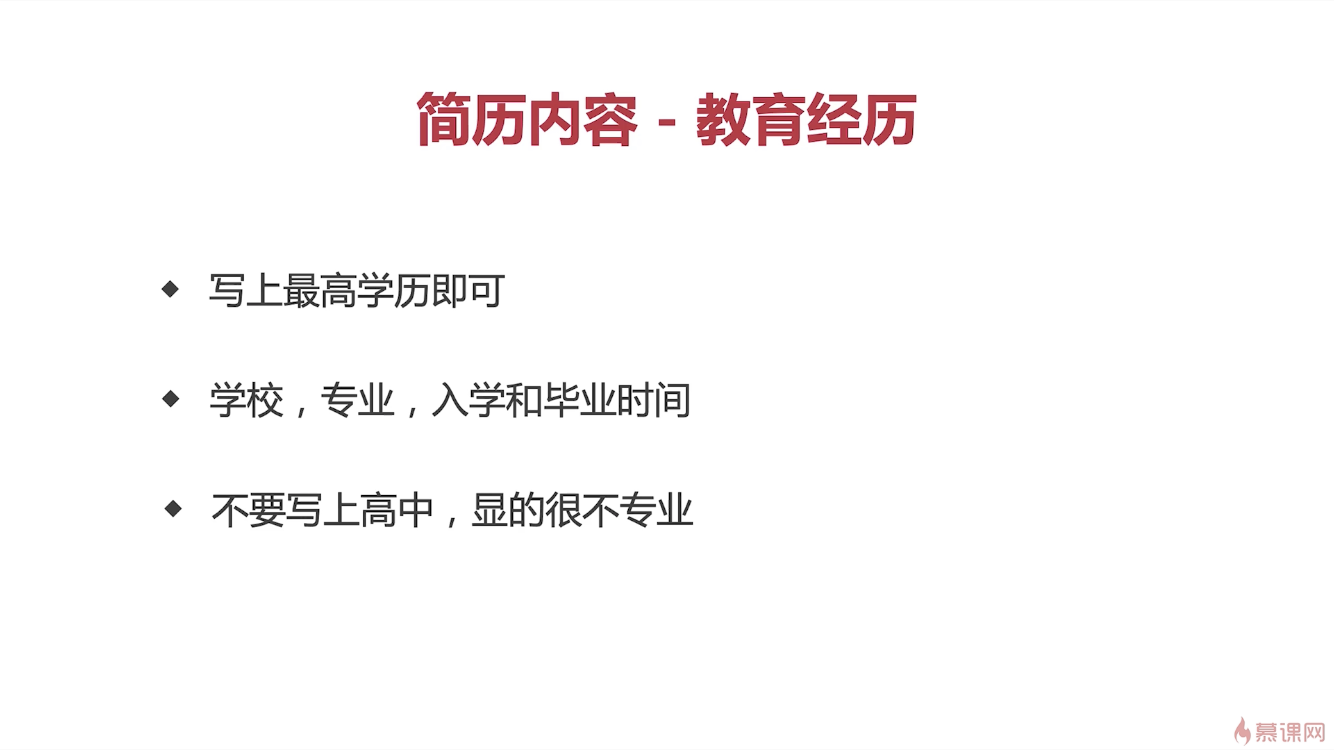 简历内容 - 教育经历
◆ 写上最高学历即可
◆ 学校，专业，入学和毕业时间
◆ 不要写上高中，显的很不专业
慕课网